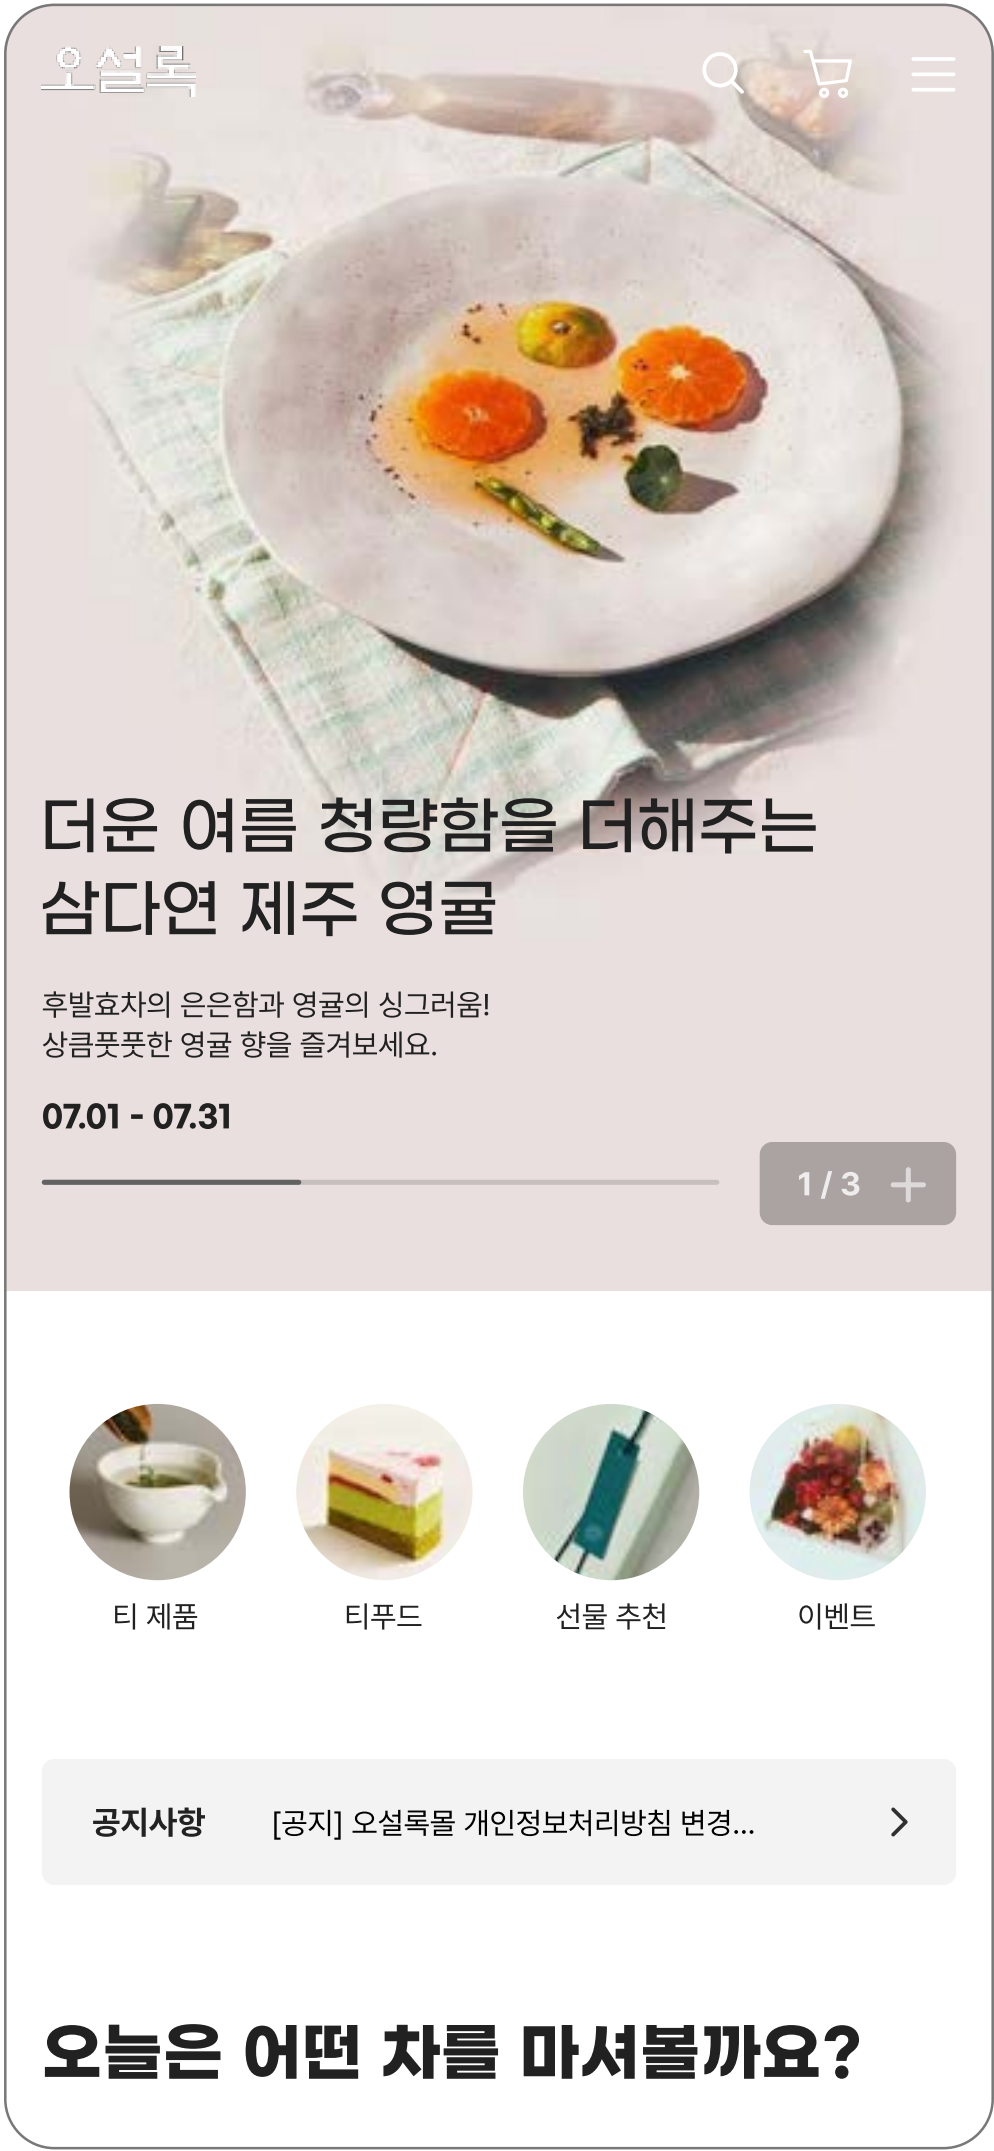 오설록
더운 여름 청량함을 더해주는
삼다연 제주 영귤
후발효차의 은은함과 영귤의 싱그러움!
상큼풋풋한 영귤 향을 즐겨보세요.
07.01 - 07.31
1 / 3
티 제품
티푸드
선물 추천
이벤트
공지사항
[공지] 오설록몰 개인정보처리방침 변경...
오늘은 어떤 차를 마셔볼까요?